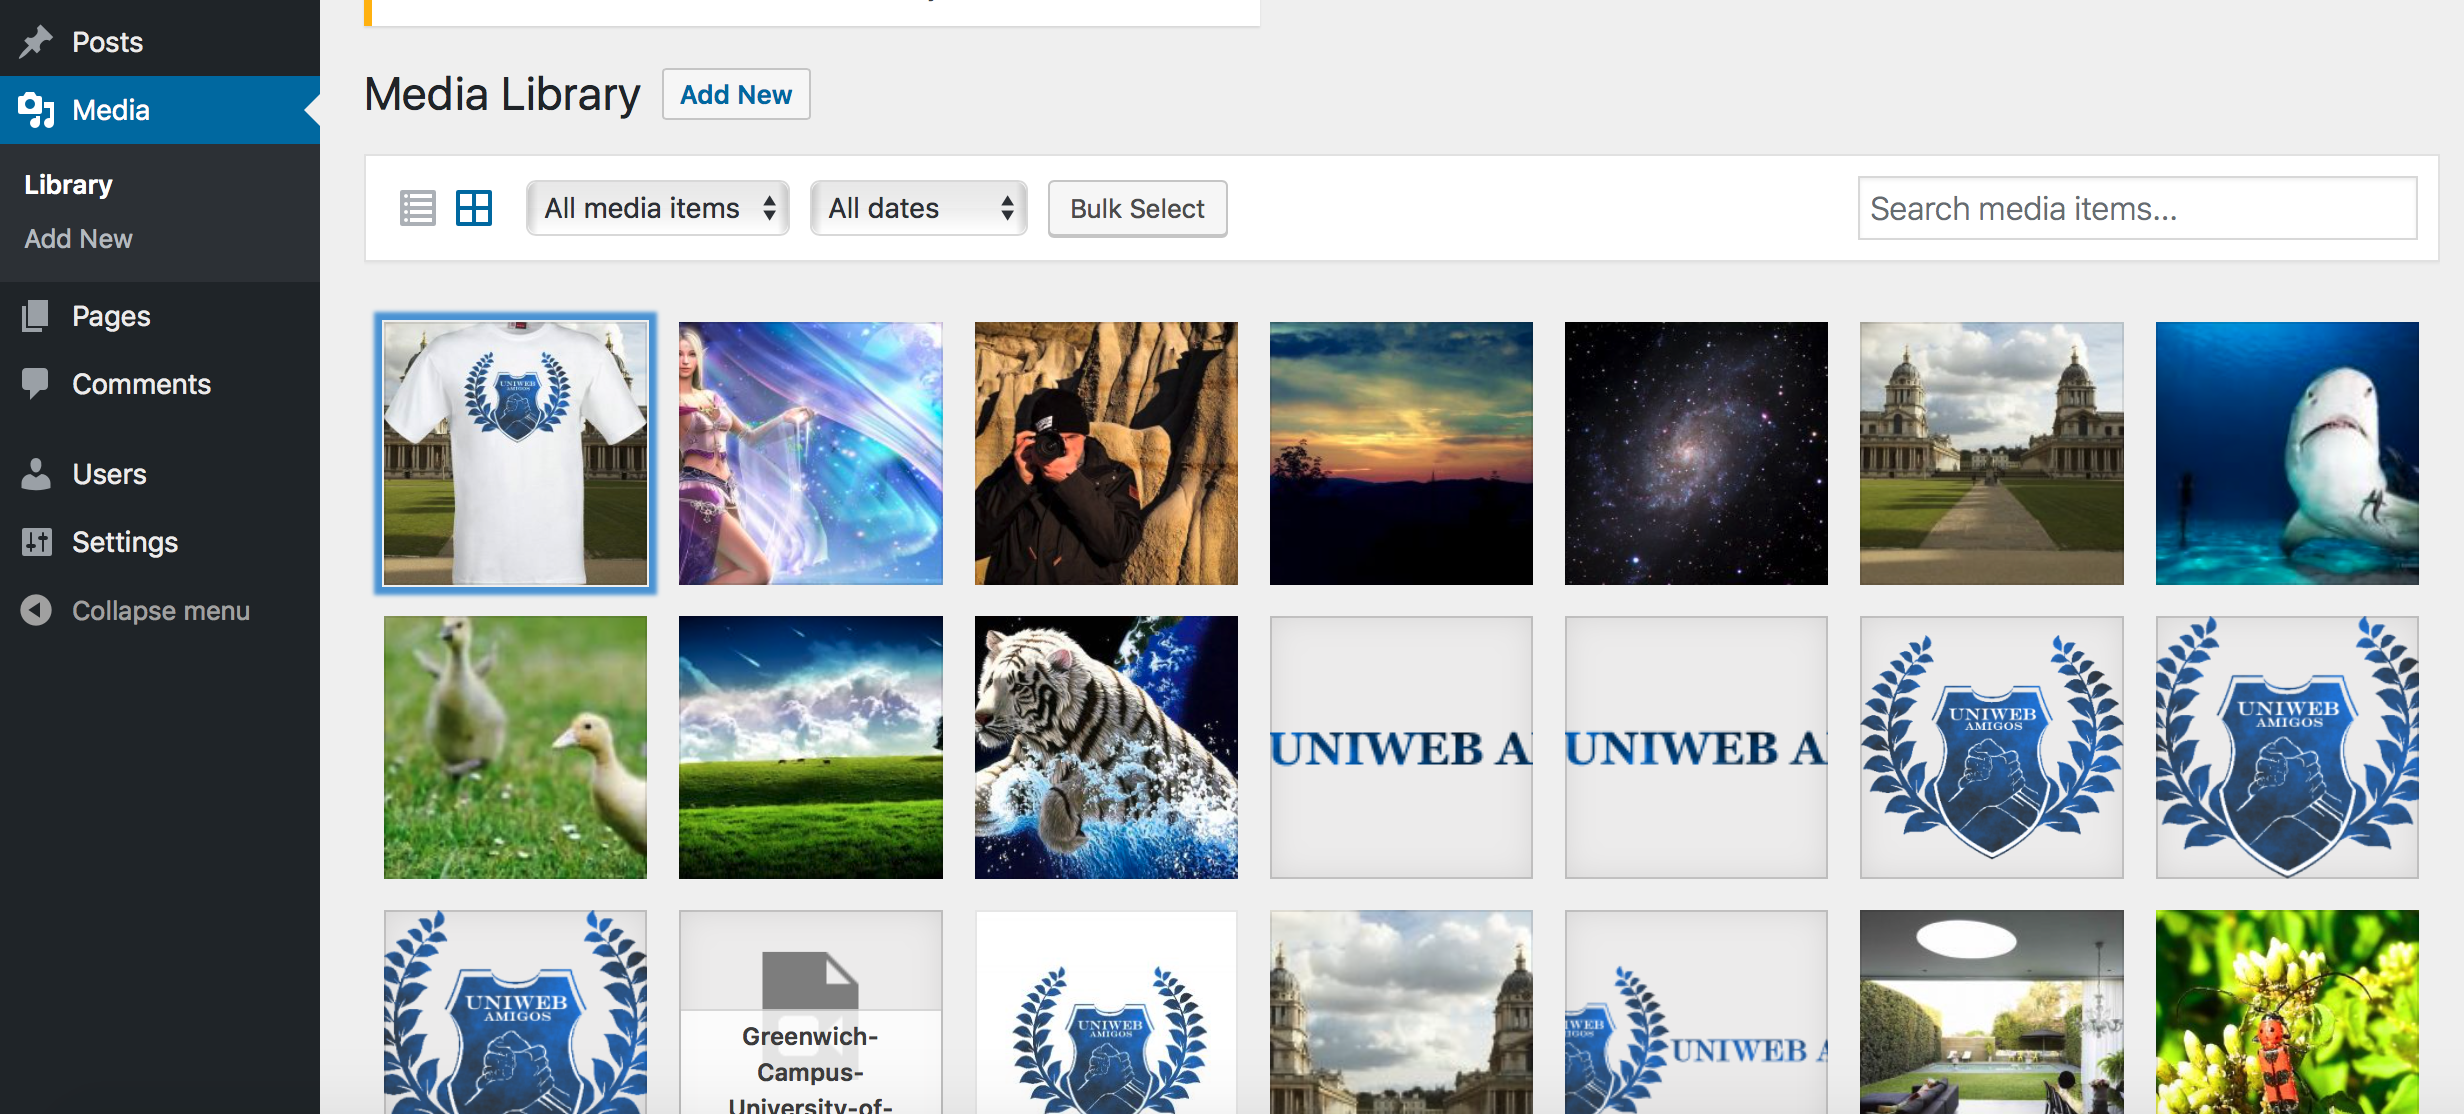 Posts
Media
Library
Add New
Pages
Comments
Users
Settings
Collapse menu
Media Library
Add New
All media items
All dates
Bulk Select
Search media items...
UNIWEB
AMIGOS
UNIWEB A
UNIWEB A
UNIWEB
AMIGOS
UNIWEB
AMIGOS
UNIWEB
AMIGOS
Greenwich-
Campus-
University-of-
UNIWEB
AMIGOS
UNIWEB A